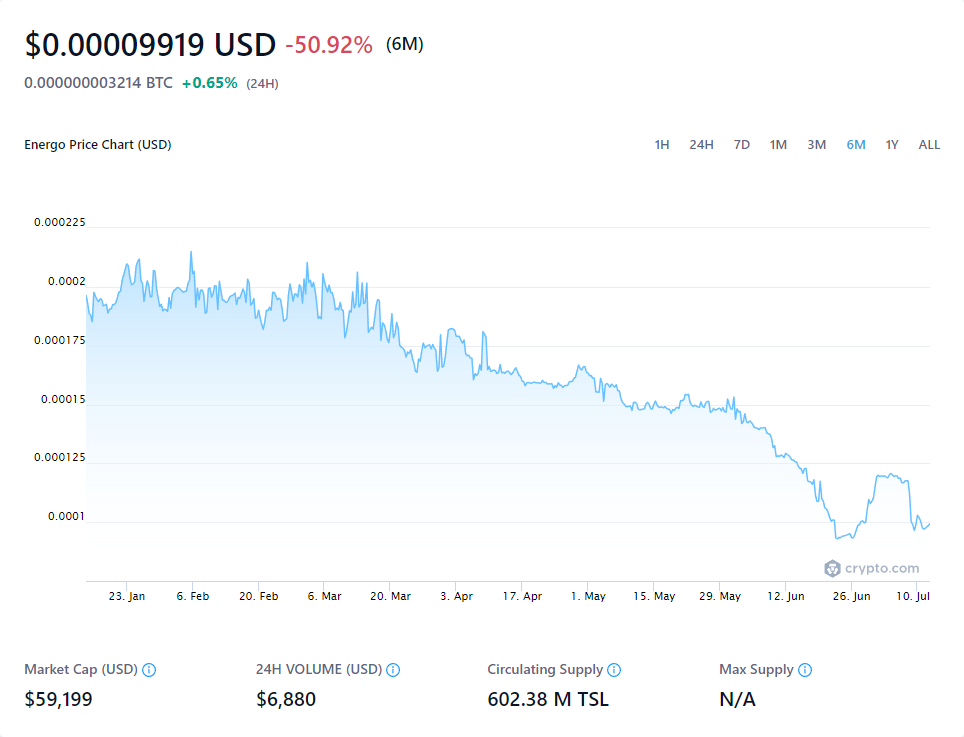 $0.00009919 USD -50.92% (6M)
0.000000003214 BTC +0.65% (24H)
Energo Price Chart (USD) 1H 24H 7D 1M 3M 6M 1Y ALL
0.000225
0.0002
0.000175
0.00015
0.000125
0.0001
crypto.com
23. Jan 6. Feb 20. Feb 6. Mar 20. Mar 3. Apr 17. Apr 1. May 15. May 29. May 12. Jun 26. Jun 10. Jul
Market Cap (USD) 24H VOLUME (USD) Circulating Supply Max Supply
$59,199 $6,880 602.38 M TSL N/A